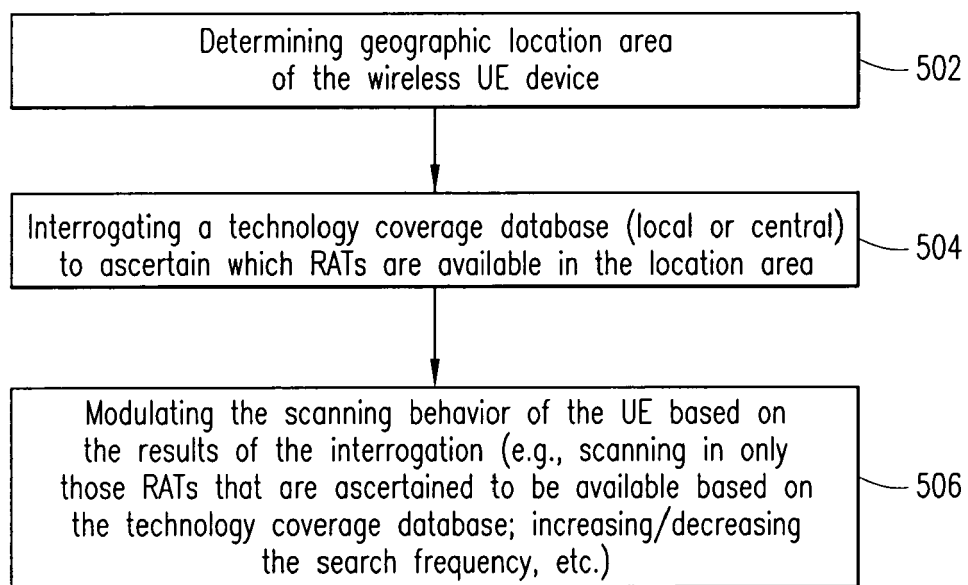 Determining geographic location area
of the wireless UE device
502
Interrogating a technology coverage database (local or central)
to ascertain which RATs are available in the location area
504
Modulating the scanning behavior of the UE based on
the results of the interrogation (e.g., scanning in only
those RATs that are ascertained to be available based on
the technology coverage database; increasing/decreasing
the search frequency, etc.)
506